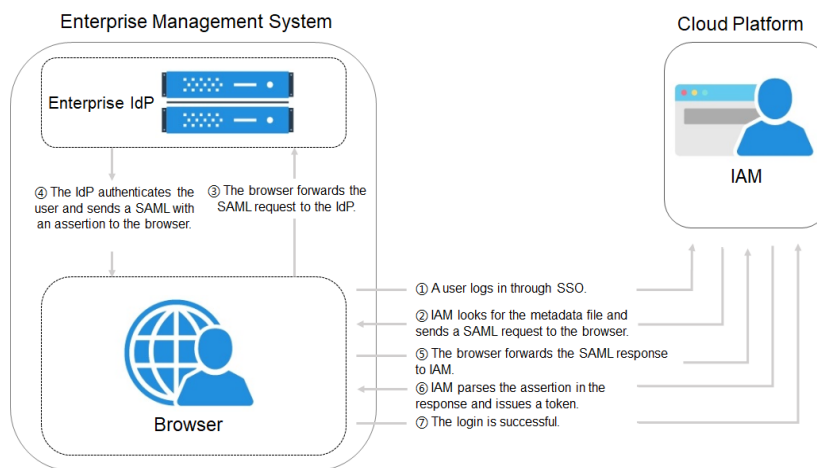 Enterprise Management System
Cloud Platform
Enterprise IdP
IAM
④ The IdP authenticates the
user and sends a SAML with
an assertion to the browser.
③ The browser forwards the
SAML request to the IdP.
① A user logs in through SSO.
② IAM looks for the metadata file and
sends a SAML request to the browser.
⑤ The browser forwards the SAML response
to IAM.
⑥ IAM parses the assertion in the
response and issues a token.
⑦ The login is successful.
Browser